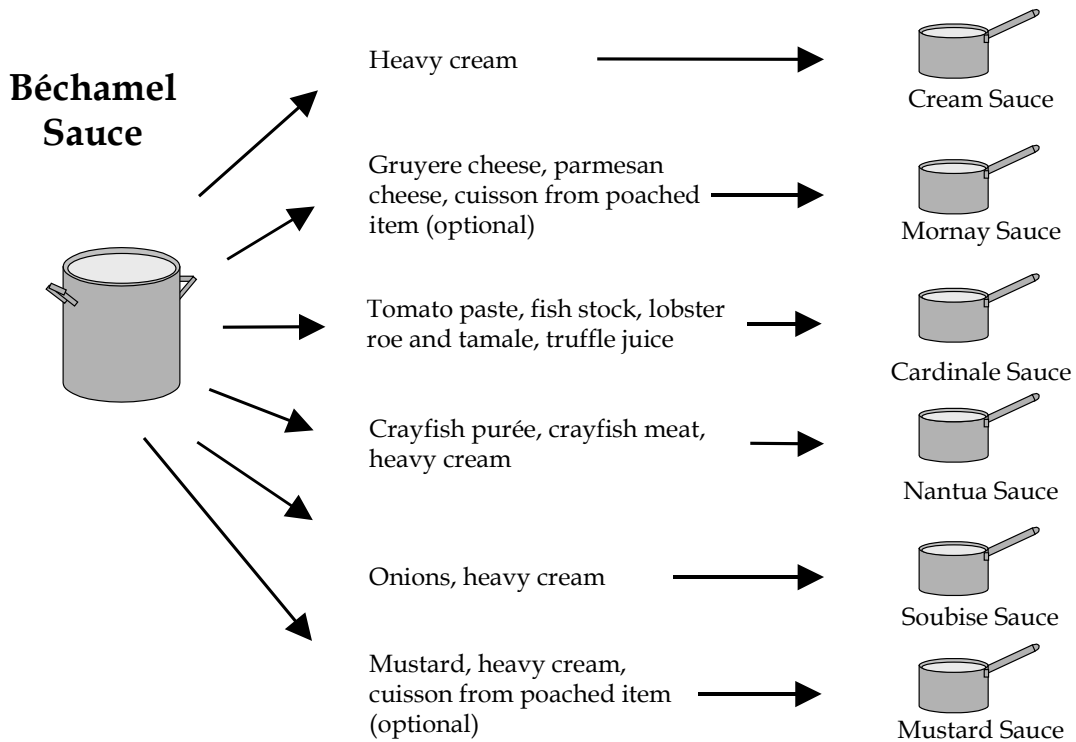 Béchamel
Sauce
Heavy cream
Cream Sauce
Gruyere cheese, parmesan
cheese, cuisson from poached
item (optional)
Mornay Sauce
Tomato paste, fish stock, lobster
roe and tamale, truffle juice
Cardinale Sauce
Crayfish purée, crayfish meat,
heavy cream
Nantua Sauce
Onions, heavy cream
Soubise Sauce
Mustard, heavy cream,
cuisson from poached item
(optional)
Mustard Sauce